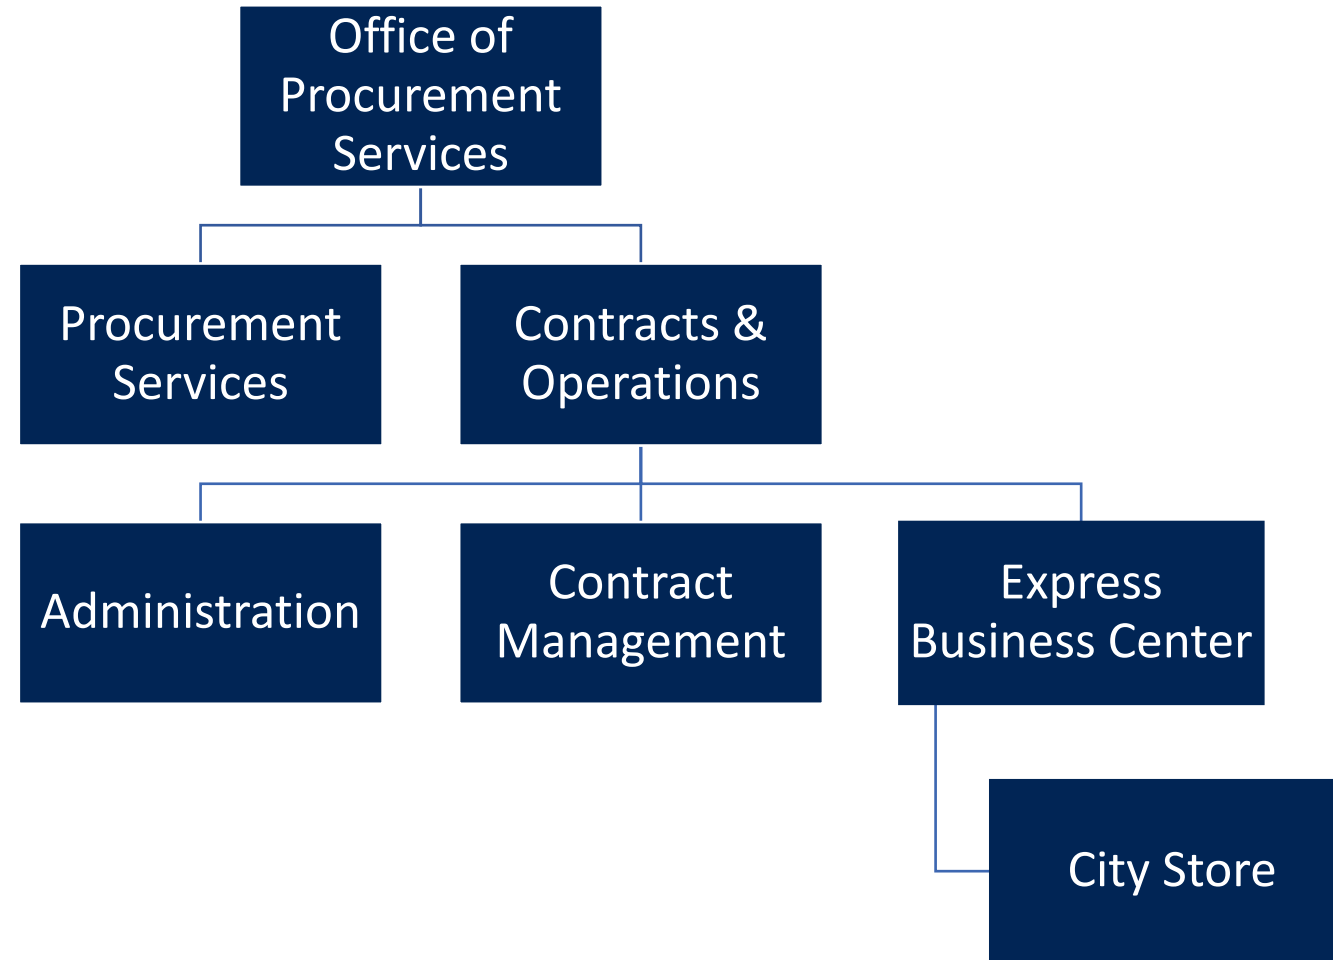 Office of
Procurement
Services
Procurement
Services
Contracts &
Operations
Administration
Contract
Management
Express
Business Center
City Store